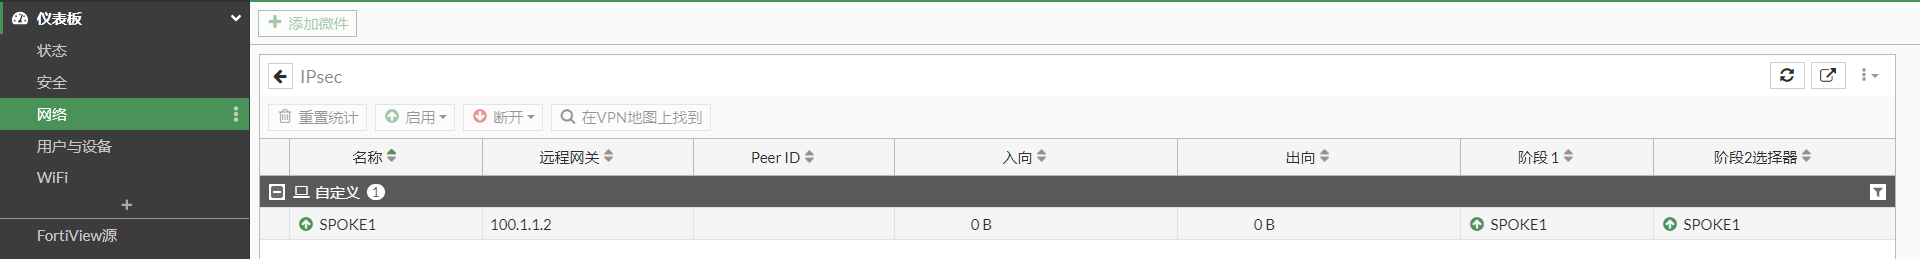 仪表板
状态
安全
网络
用户与设备
WiFi
FortiView源
添加微件
IPsec
重置统计 启用 断开 在VPN地图上找到
名称 远程网关 Peer ID 入向 出向 阶段 1 阶段2选择器
自定义 1
SPOKE1 100.1.1.2 0 B 0 B SPOKE1 SPOKE1